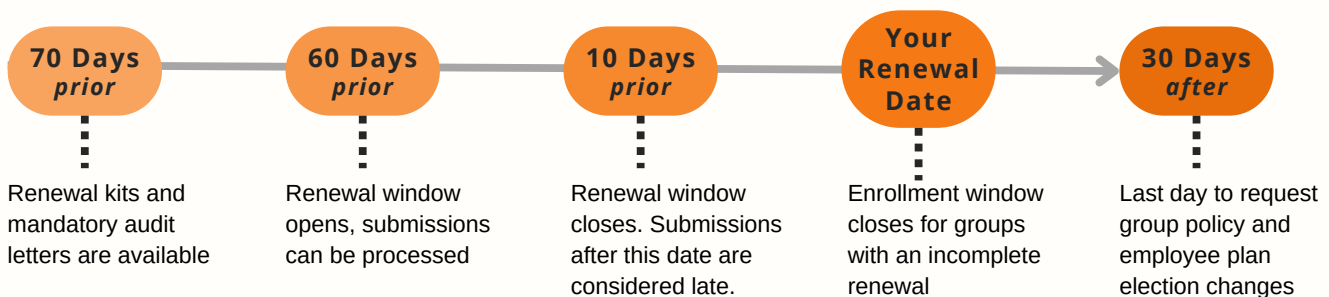 70 Days
prior
60 Days
prior
10 Days
prior
Your
Renewal
Date
30 Days
after
Renewal kits and
mandatory audit
letters are available
Renewal window
opens, submissions
can be processed
Renewal window
closes. Submissions
after this date are
considered late.
Enrollment window
closes for groups
with an incomplete
renewal
Last day to request
group policy and
employee plan
election changes